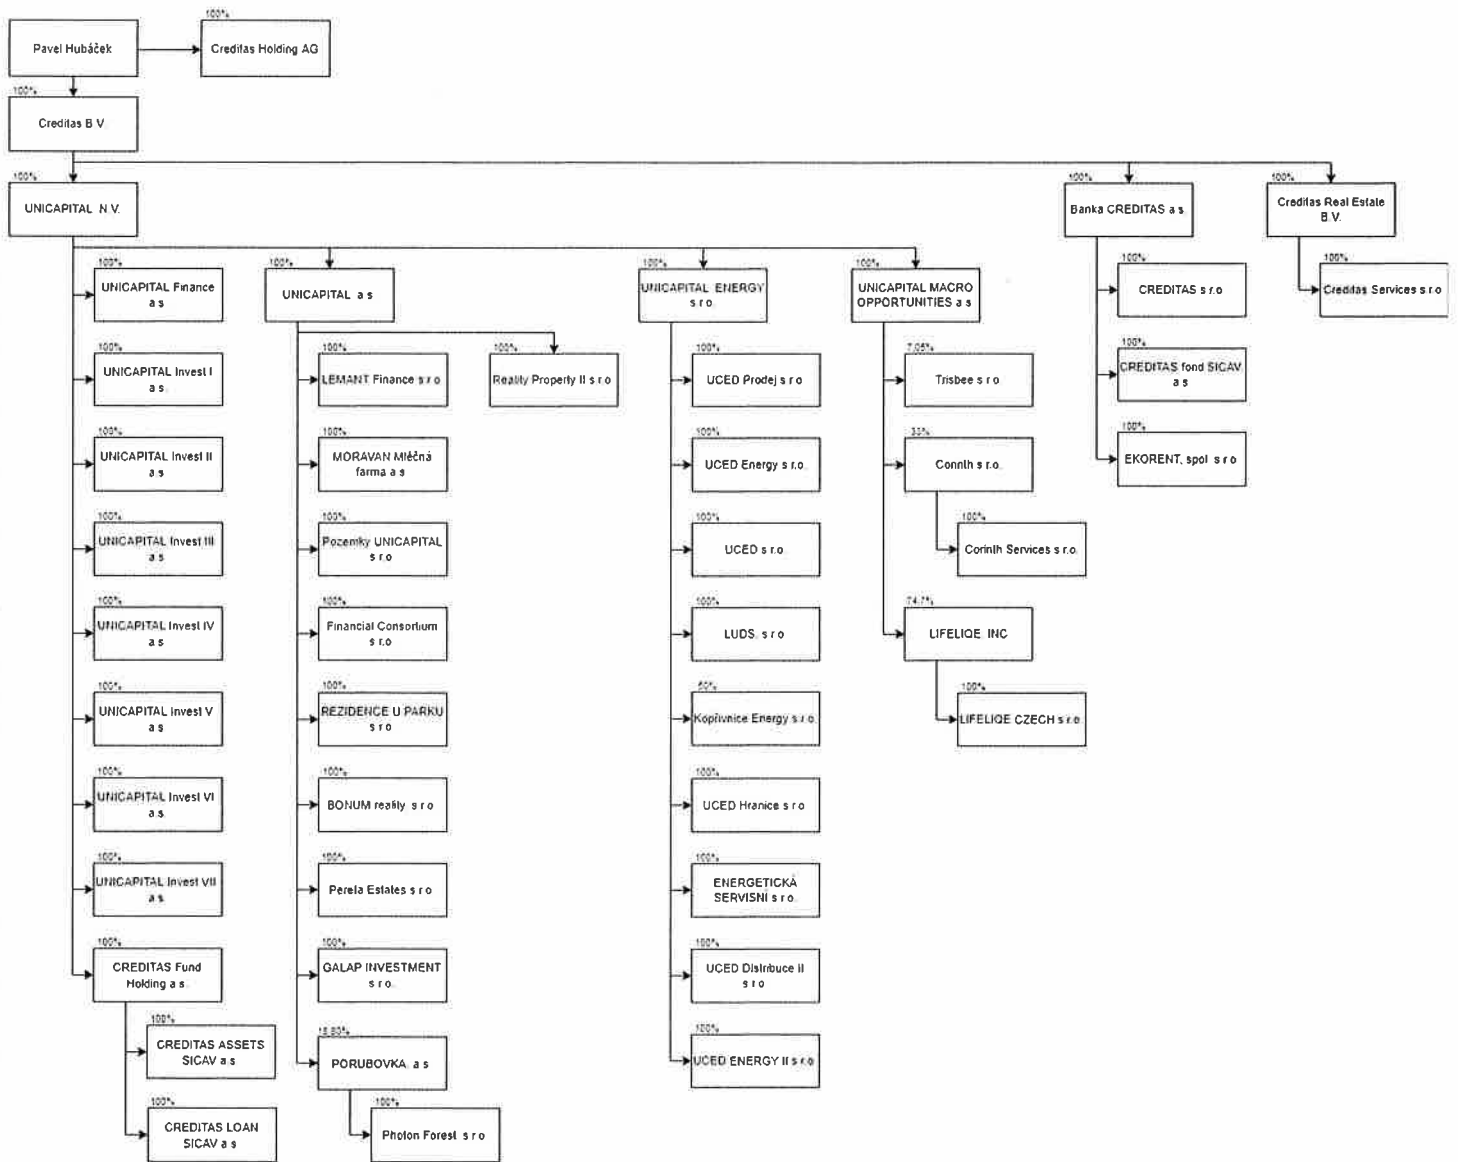 100%
Pavel Hubáček
Creditas Holding AG
100%
Creditas B V.
100%
UNICAPITAL N V.
100%
Banka CREDITAS a s
100%
Creditas Real Estate
B.V.
100%
UNICAPITAL Finance
a s
100%
UNICAPITAL Invest I
a s
100%
UNICAPITAL Invest II
a s
100%
UNICAPITAL Invest III
a s
100%
UNICAPITAL Invest IV
a s
100%
UNICAPITAL Invest V
a s
100%
UNICAPITAL Invest VI
a s
100%
UNICAPITAL Invest VII
a s
100%
CREDITAS Fund
Holding a s.
100%
CREDITAS ASSETS
SICAV a s
100%
CREDITAS LOAN
SICAV a s
100%
UNICAPITAL a s
100%
LEMANT Finance s r o
100%
Reality Property II s r o
100%
MORAVAN Mléčná
farma a s
100%
Pozemky UNICAPITAL
s r o
100%
Financial Consortium
s r.o
100%
REZIDENCE U PARKU
s r o
100%
BONUM reality s r o
100%
Perela Estates s r o
100%
GALAP INVESTMENT
s r o.
PORUBOVKA, a s
100%
Photon Forest s r o
100%
UNICAPITAL ENERGY
s r.o.
100%
UCED Prodej s r o
100%
UCED Energy s r o.
100%
UCED s r.o.
100%
LUDS, s r o
50%
Kopřivnice Energy s r.o.
100%
UCED Hranice s r o
100%
ENERGETICKÁ
SERVISNÍ s r o.
100%
UCED Distribuce II
s r o
100%
UCED ENERGY II s r.o
100%
UNICAPITAL MACRO
OPPORTUNITIES a s
7,05%
Trisbee s r o
33%
Corinth s r.o.
100%
Corinth Services s r.o.
74,7%
LIFELIQE INC
100%
LIFELIQE CZECH s r.o.
100%
CREDITAS s r.o
100%
CREDITAS fond SICAV
a s
100%
EKORENT, spol s r o
100%
Creditas Services s r.o